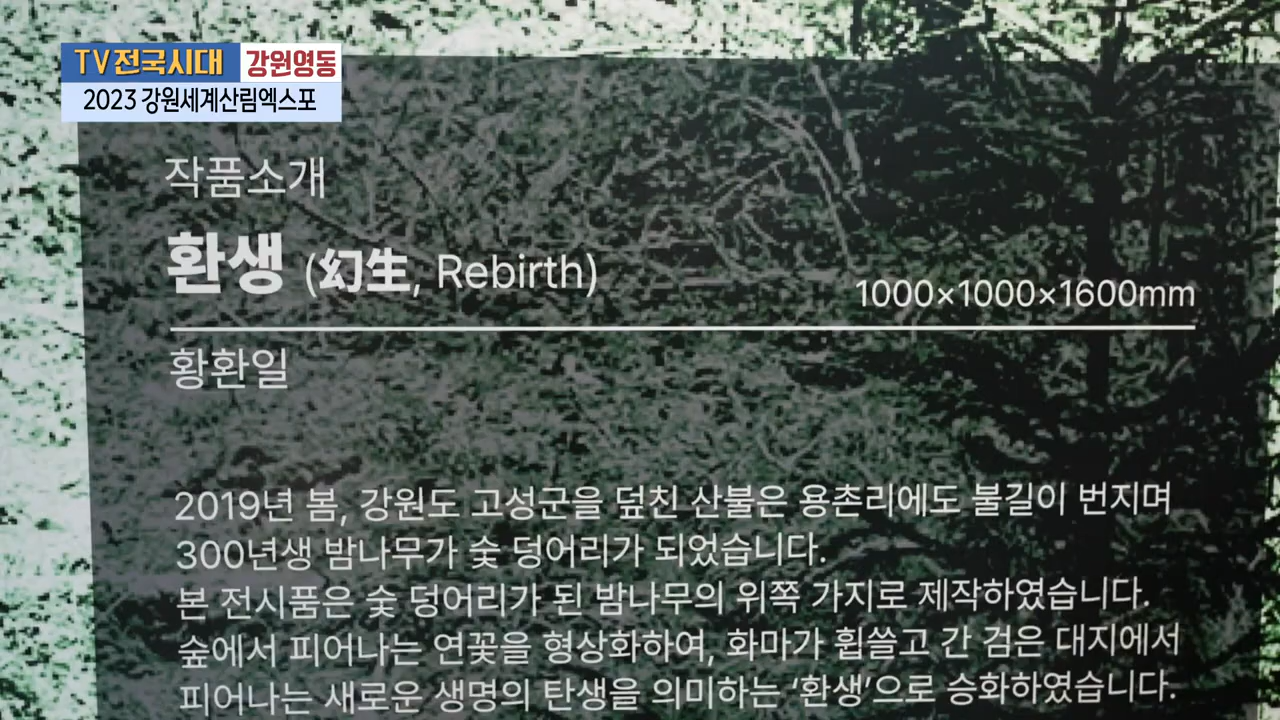 TV전국시대 강원영동
2023 강원세계산림엑스포
작품소개
환생 (幻生, Rebirth)
1000×1000×1600mm
황환일
2019년 봄, 강원도 고성군을 덮친 산불은 용촌리에도 불길이 번지며
300년생 밤나무가 숯 덩어리가 되었습니다.
본 전시품은 숯 덩어리가 된 밤나무의 위쪽 가지로 제작하였습니다.
숲에서 피어나는 연꽃을 형상화하여, 화마가 휩쓸고 간 검은 대지에서
피어나는 새로운 생명의 탄생을 의미하는 ‘환생’으로 승화하였습니다.